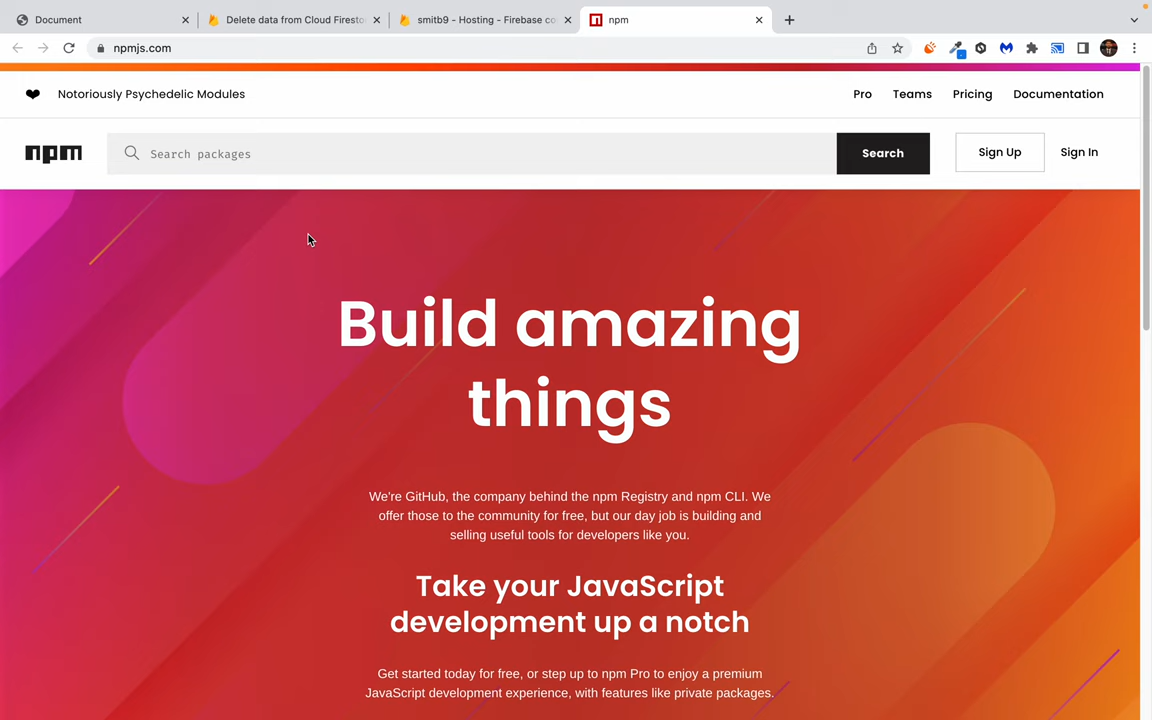 Document
Delete data from Cloud Firesto
smitb9 - Hosting - Firebase co
npm
npmjs.com
Notoriously Psychedelic Modules
Pro
Teams
Pricing
Documentation
npm
Search packages
Search
Sign Up
Sign In
Build amazing
things
We're GitHub, the company behind the npm Registry and npm CLI. We
offer those to the community for free, but our day job is building and
selling useful tools for developers like you.
Take your JavaScript
development up a notch
Get started today for free, or step up to npm Pro to enjoy a premium
JavaScript development experience, with features like private packages.